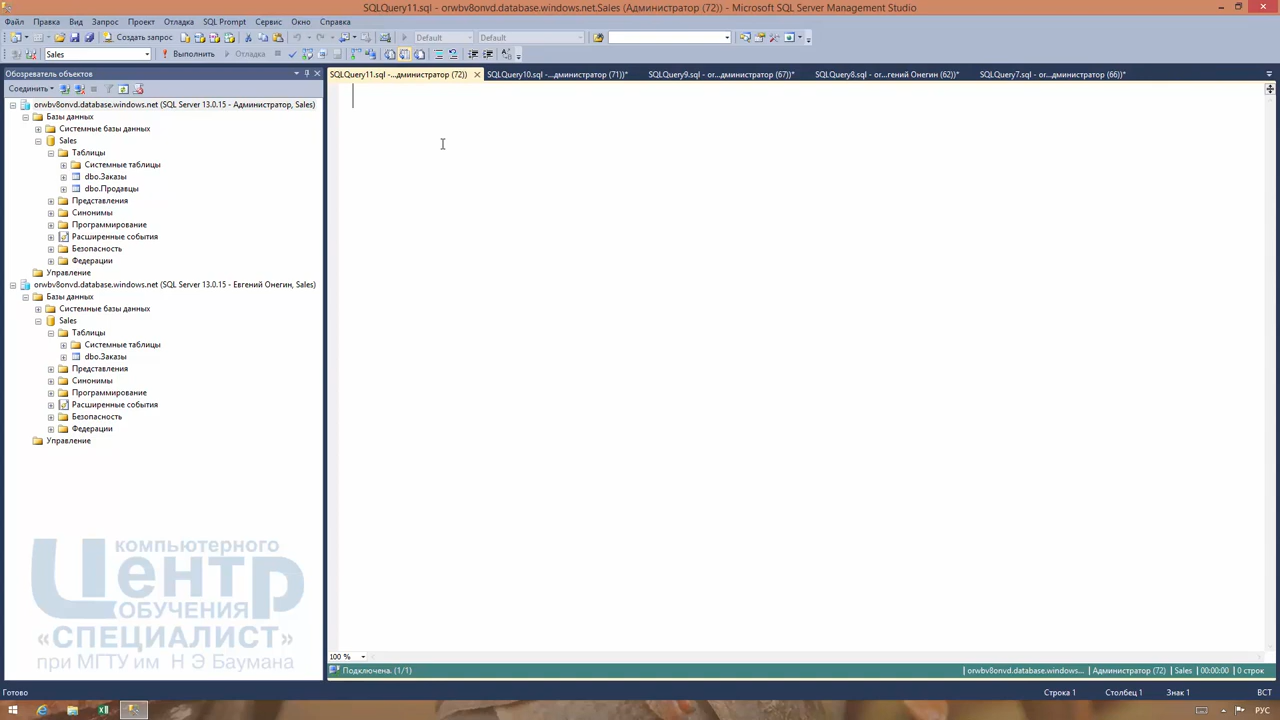 SQLQuery11.sql - orwbv8onvd.database.windows.net.Sales (Администратор (72)) - Microsoft SQL Server Management Studio
Файл Правка Вид Запрос Проект Отладка SQL Prompt Сервис Окно Справка
Создать запрос Default Default
Sales Выполнить Отладка
Обозреватель объектов
SQLQuery11.sql -...дминистратор (72)) SQLQuery10.sql -...дминистратор (71))* SQLQuery9.sql - or...дминистратор (67))* SQLQuery8.sql - or...гений Онегин (62))* SQLQuery7.sql - or...дминистратор (66))*
Соединить
orwbv8onvd.database.windows.net (SQL Server 13.0.15 - Администратор, Sales)
Базы данных
Системные базы данных
Sales
Таблицы
Системные таблицы
dbo.Заказы
dbo.Продавцы
Представления
Синонимы
Программирование
Расширенные события
Безопасность
Федерации
Управление
orwbv8onvd.database.windows.net (SQL Server 13.0.15 - Евгений Онегин, Sales)
Базы данных
Системные базы данных
Sales
Таблицы
Системные таблицы
dbo.Заказы
Представления
Синонимы
Программирование
Расширенные события
Безопасность
Федерации
Управление
компьютерного
Центр
ОБУЧЕНИЯ
«СПЕЦИАЛИСТ»
при МГТУ им Н Э Баумана
100 %
Подключена. (1/1) orwbv8onvd.database.windows... Администратор (72) Sales 00:00:00 0 строк
Готово Строка 1 Столбец 1 Знак 1 ВСТ
РУС